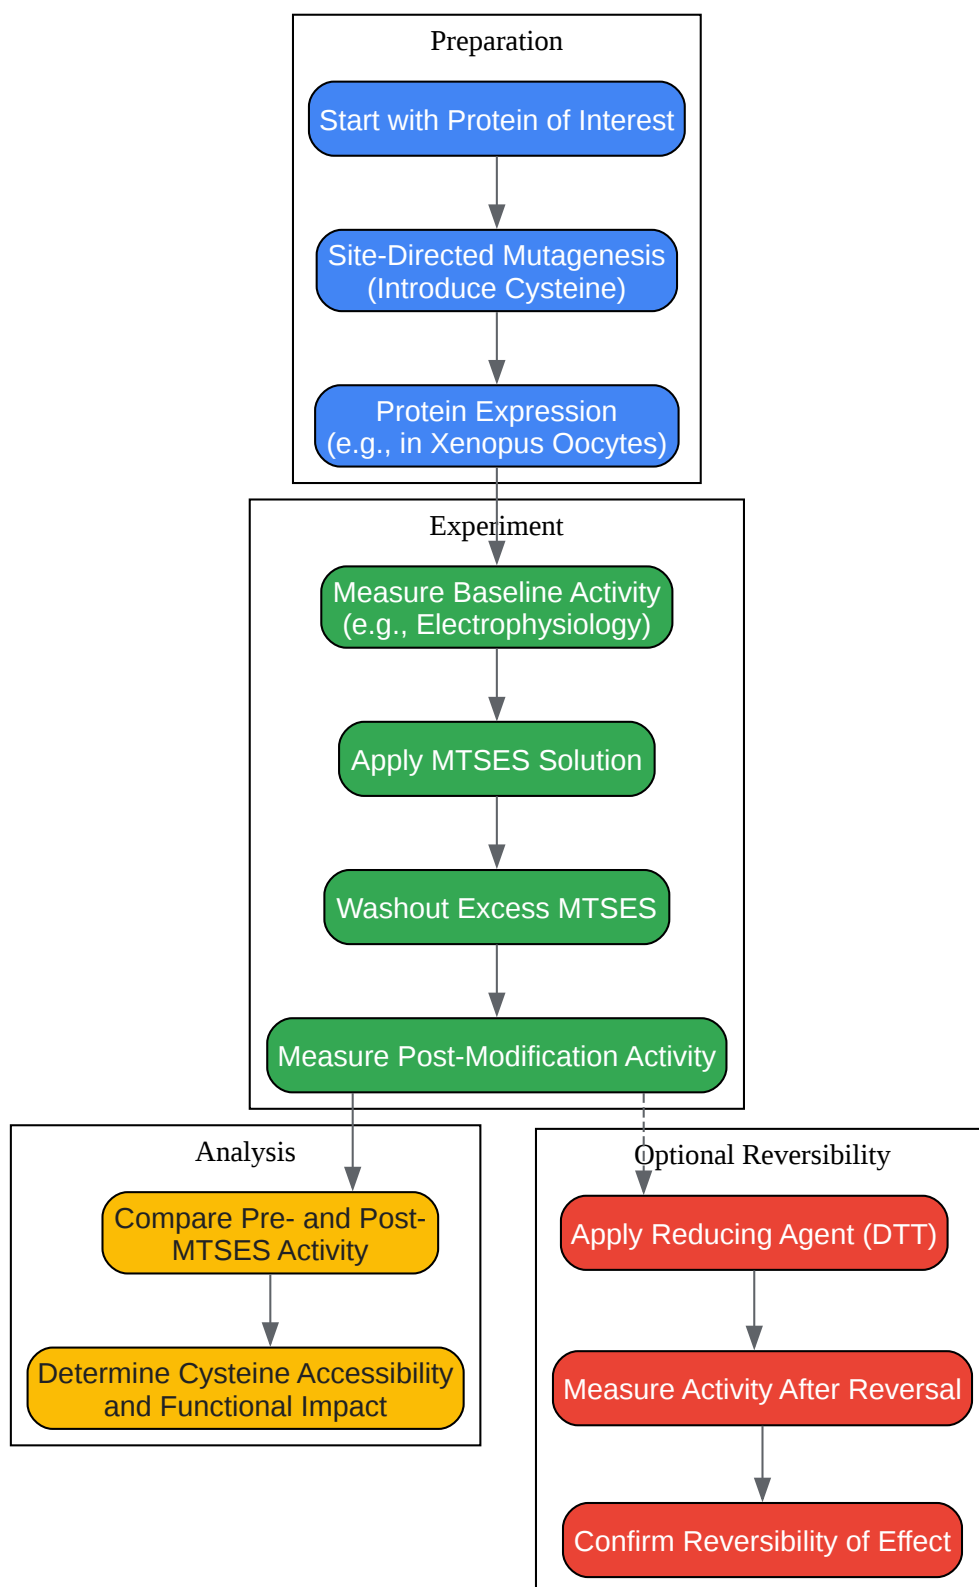 Preparation
Start with Protein of Interest
Site-Directed Mutagenesis
(Introduce Cysteine)
Protein Expression
(e.g., in Xenopus Oocytes)
Experiment
Measure Baseline Activity
(e.g., Electrophysiology)
Apply MTSES Solution
Washout Excess MTSES
Measure Post-Modification Activity
Analysis
Compare Pre- and Post-
MTSES Activity
Determine Cysteine Accessibility
and Functional Impact
Optional Reversibility
Apply Reducing Agent (DTT)
Measure Activity After Reversal
Confirm Reversibility of Effect